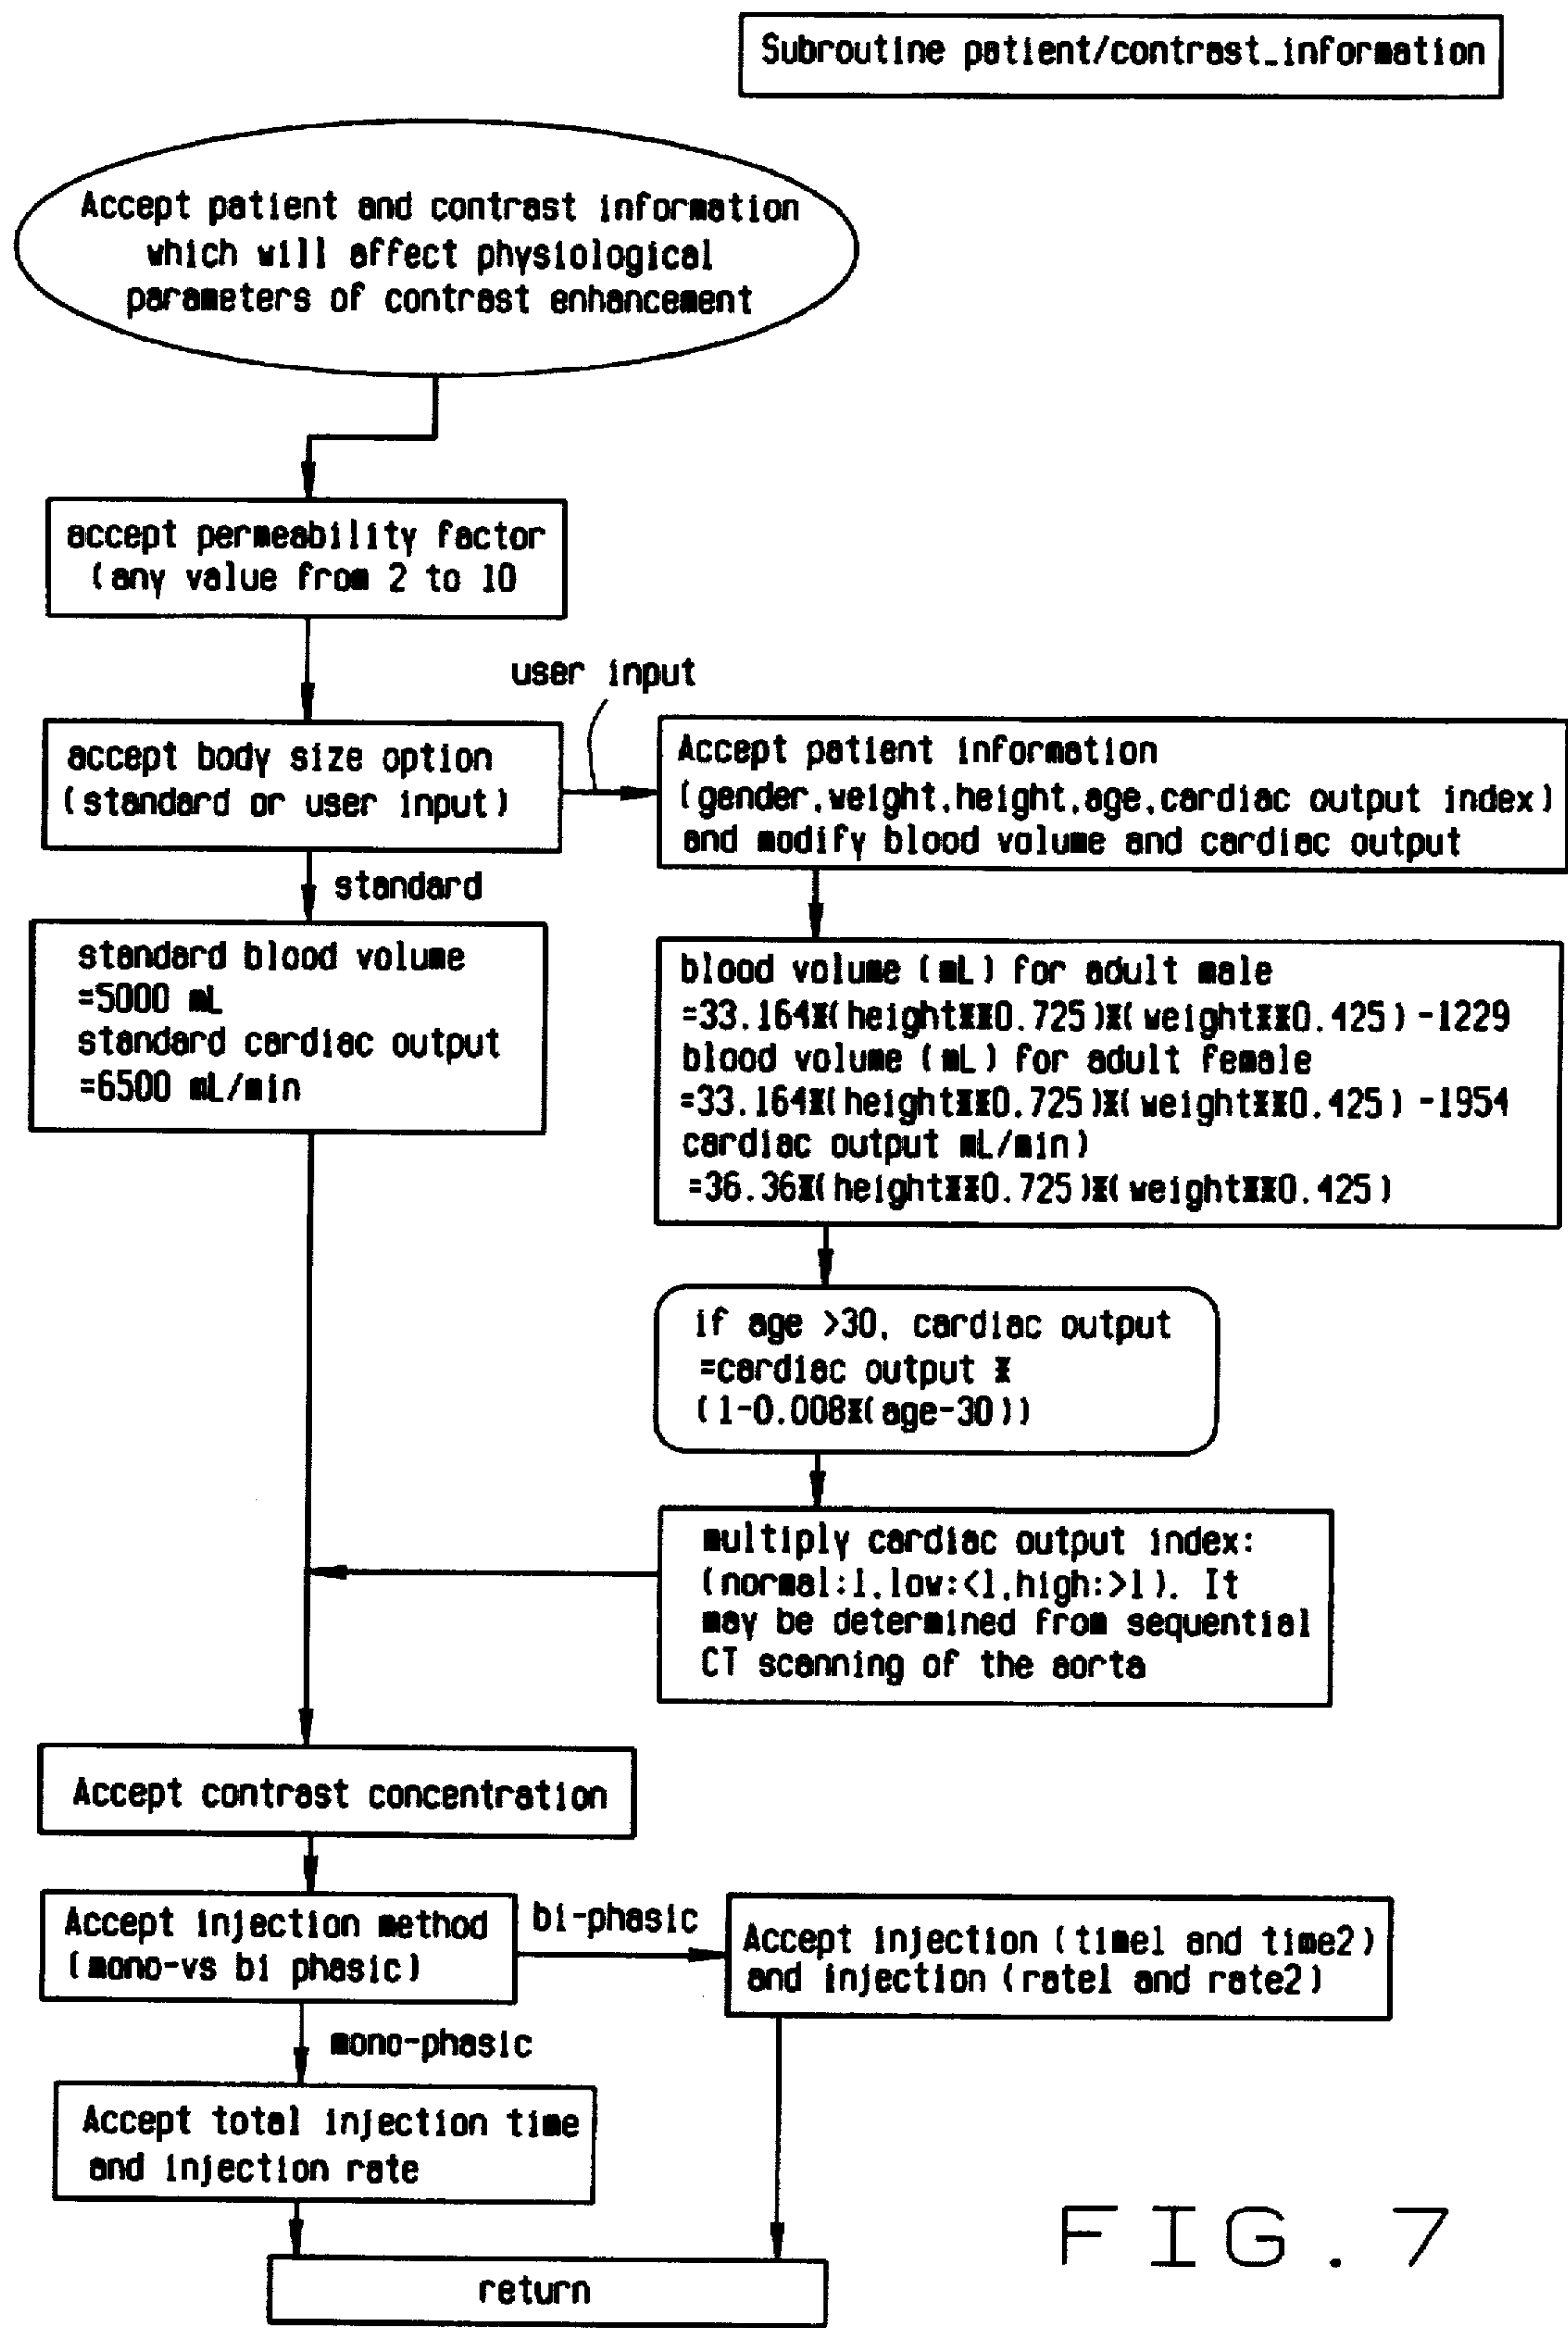 Subroutine patient/contrast_information
Accept patient and contrast information
which will affect physiological
parameters of contrast enhancement
accept permeability factor
(any value from 2 to 10
user input
accept body size option
(standard or user input)
Accept patient information
(gender,weight,height,age,cardiac output index)
and modify blood volume and cardiac output
standard
standard blood volume
=5000 mL
standard cardiac output
=6500 mL/min
blood volume (mL) for adult male
=33.164*(height**0.725)*(weight**0.425)-1229
blood volume (mL) for adult female
=33.164*(height**0.725)*(weight**0.425)-1954
cardiac output mL/min)
=36.36*(height**0.725)*(weight**0.425)
if age >30, cardiac output
=cardiac output *
(1-0.008*(age-30))
multiply cardiac output index:
(normal:1,low:<1,high:>1). It
may be determined from sequential
CT scanning of the aorta
Accept contrast concentration
Accept injection method
(mono-vs bi phasic)
bi-phasic
Accept injection (time1 and time2)
and injection (rate1 and rate2)
mono-phasic
Accept total injection time
and injection rate
return
FIG. 7